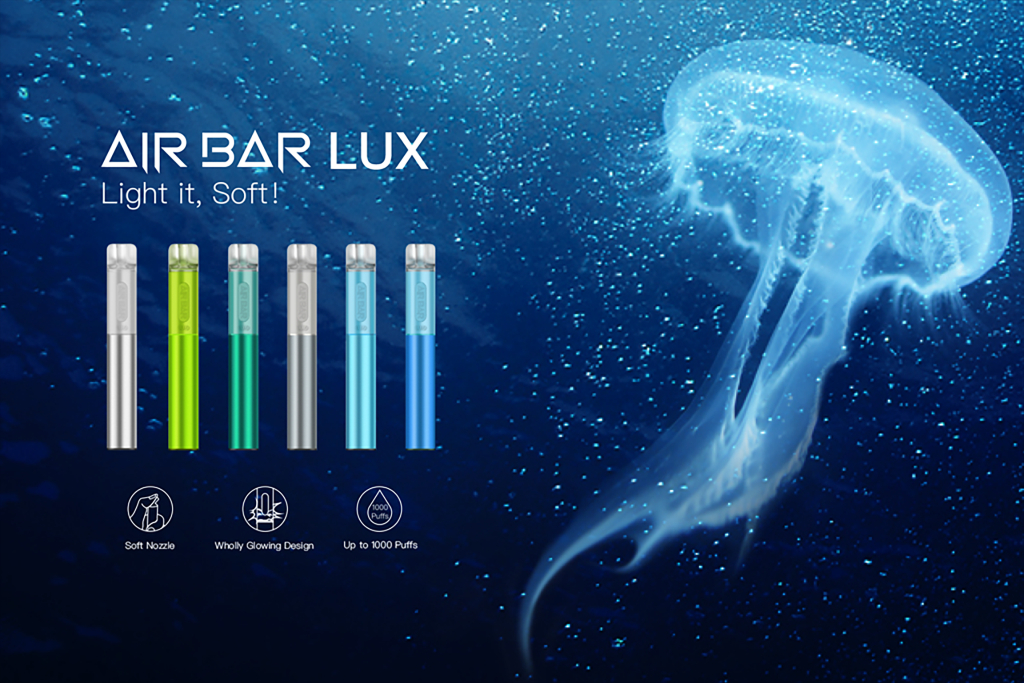 AIR BAR LUX
Light it, Soft!
1000
Puffs
Soft Nozzle
Wholly Glowing Design
Up to 1000 Puffs